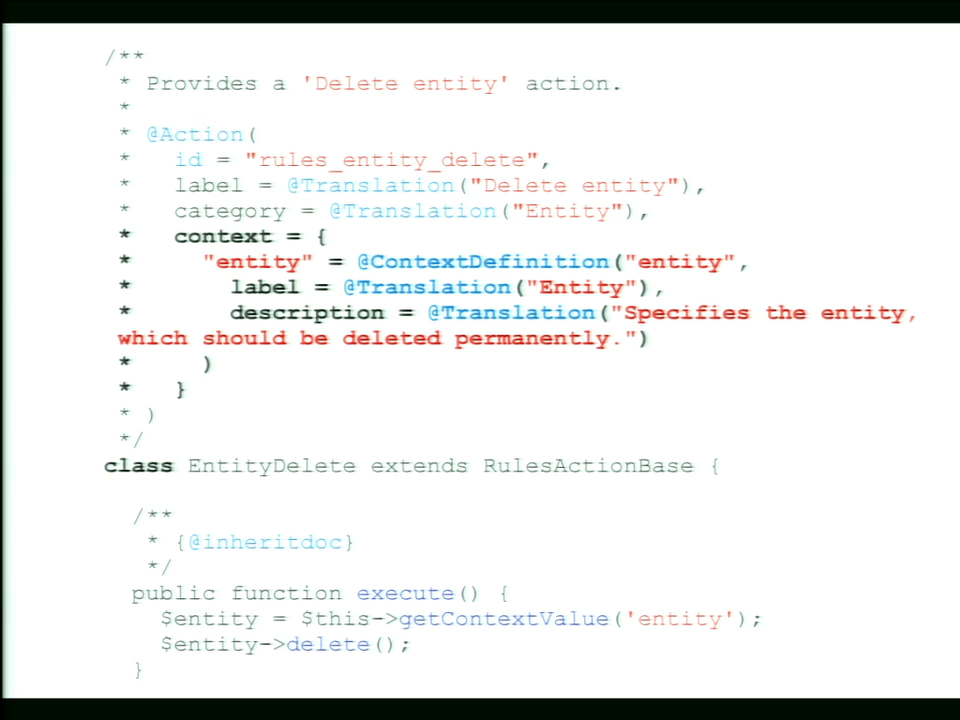 /**
 * Provides a 'Delete entity' action.
 *
 * @Action(
 *   id = "rules_entity_delete",
 *   label = @Translation("Delete entity"),
 *   category = @Translation("Entity"),
 *   context = {
 *     "entity" = @ContextDefinition("entity",
 *       label = @Translation("Entity"),
 *       description = @Translation("Specifies the entity,
 which should be deleted permanently.")
 *     )
 *   }
 * )
 */
class EntityDelete extends RulesActionBase {

  /**
   * {@inheritdoc}
   */
  public function execute() {
    $entity = $this->getContextValue('entity');
    $entity->delete();
  }